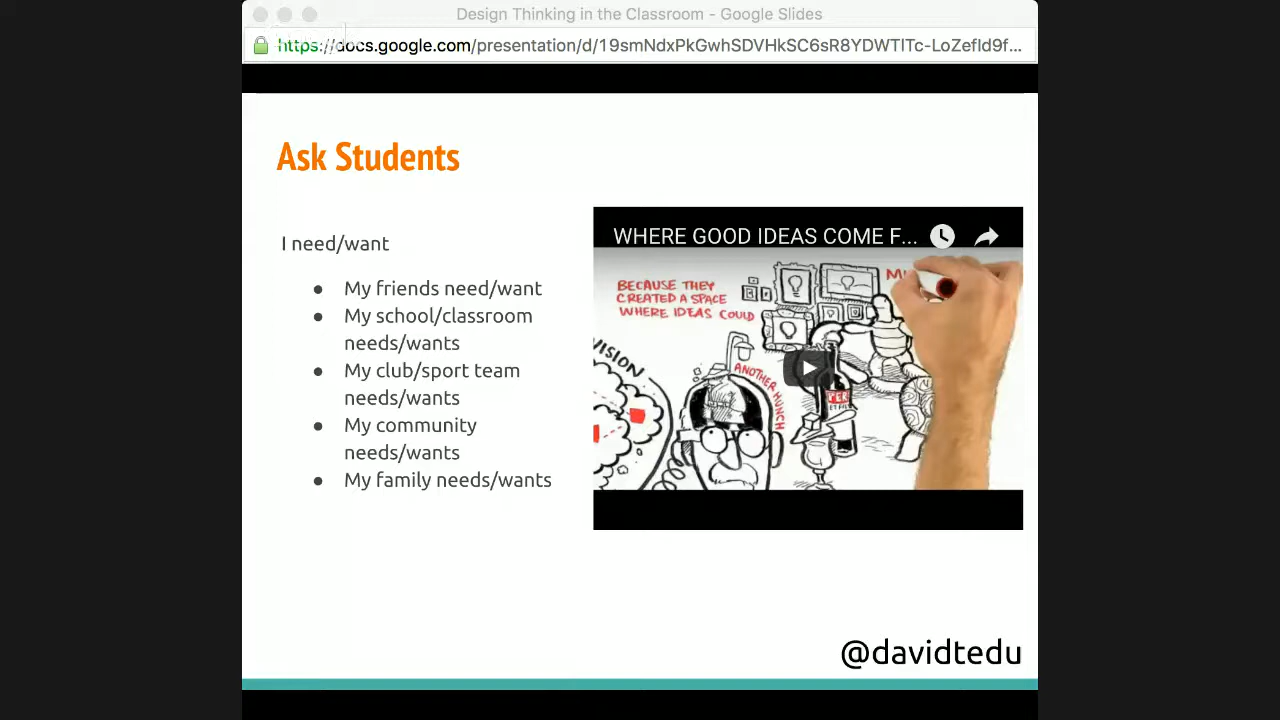 Design Thinking in the Classroom - Google Slides
https://docs.google.com/presentation/d/19smNdxPkGwhSDVHkSC6sR8YDWTlTc-LoZefId9f...
Ask Students
I need/want
● My friends need/want
● My school/classroom
needs/wants
● My club/sport team
needs/wants
● My community
needs/wants
● My family needs/wants
WHERE GOOD IDEAS COME F...
BECAUSE THEY
CREATED A SPACE
WHERE IDEAS COULD
VISION
ANOTHER HUNCH
@davidtedu